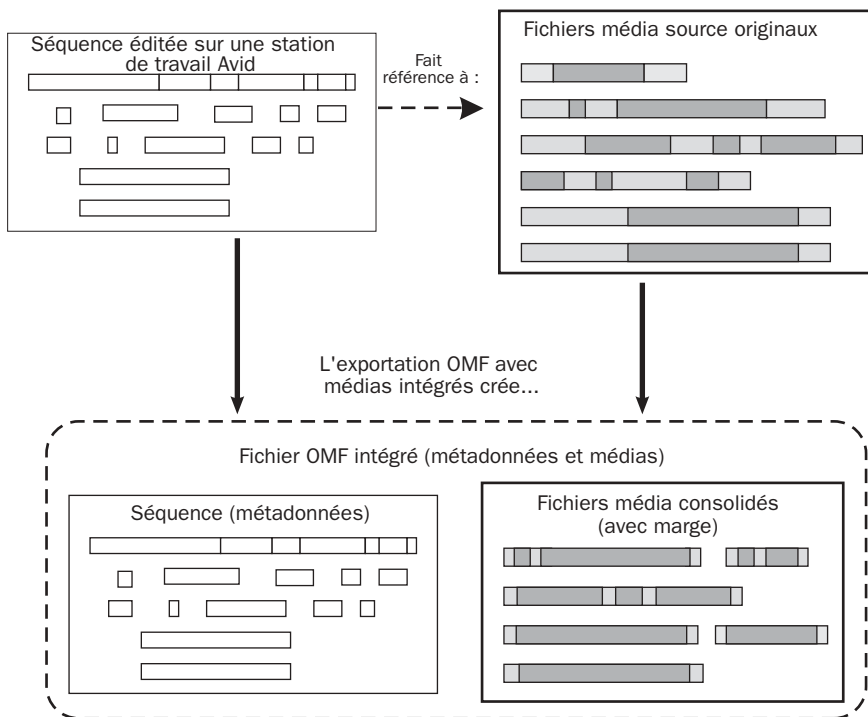 Séquence éditée sur une station
de travail Avid
Fait
référence à :
Fichiers média source originaux
L'exportation OMF avec
médias intégrés crée...
Fichier OMF intégré (métadonnées et médias)
Séquence (métadonnées)
Fichiers média consolidés
(avec marge)